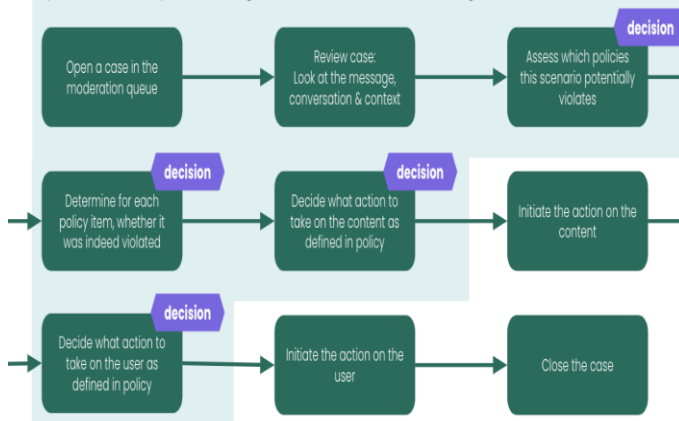 decision
Open a case in the
moderation queue
Review case:
Look at the message,
conversation & context
Assess which policies
this scenario potentially
violates
decision
decision
Determine for each
policy item, whether it
was indeed violated
Decide what action to
take on the content as
defined in policy
Initiate the action on the
content
decision
Decide what action to
take on the user as
defined in policy
Initiate the action on the
user
Close the case